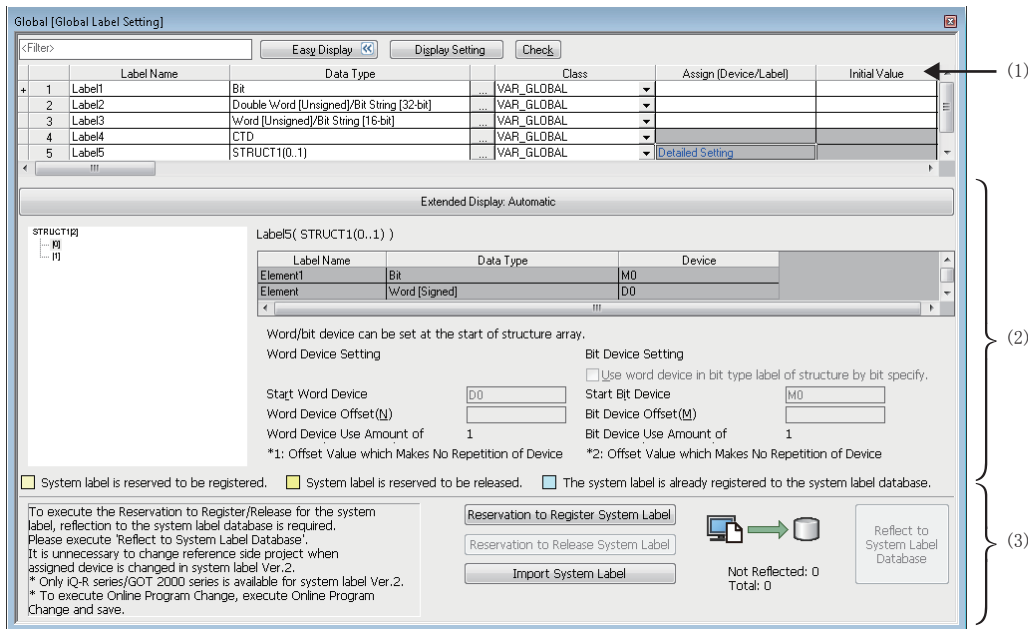 Global [Global Label Setting]
<Filter>
Easy Display
Display Setting
Check
Label Name Data Type Class Assign (Device/Label) Initial Value
(1)
+ 1 Label1 Bit ... VAR_GLOBAL
2 Label2 Double Word [Unsigned]/Bit String [32-bit] ... VAR_GLOBAL
3 Label3 Word [Unsigned]/Bit String [16-bit] ... VAR_GLOBAL
4 Label4 CTD ... VAR_GLOBAL
5 Label5 STRUCT1(0..1) ... VAR_GLOBAL Detailed Setting
Extended Display: Automatic
STRUCT1[2]
[0]
[1]
Label5( STRUCT1(0..1) )
Label Name Data Type Device
Element1 Bit M0
Element Word [Signed] D0
Word/bit device can be set at the start of structure array.
Word Device Setting
Bit Device Setting
Use word device in bit type label of structure by bit specify.
Start Word Device D0
Start Bit Device M0
Word Device Offset(N)
Bit Device Offset(M)
Word Device Use Amount of 1
Bit Device Use Amount of 1
*1: Offset Value which Makes No Repetition of Device
*2: Offset Value which Makes No Repetition of Device
(2)
System label is reserved to be registered.
System label is reserved to be released.
The system label is already registered to the system label database.
To execute the Reservation to Register/Release for the system
label, reflection to the system label
database is required.
Please execute 'Reflect to System Label Database'.
It is unnecessary to change reference side project when
assigned device is changed in system label Ver.2.
* Only iQ-R series/GOT 2000 series is available for system label Ver.2.
* To execute Online Program Change, execute Online Program
Change and save.
Reservation to Register System Label
Reservation to Release System Label
Import System Label
Not Reflected: 0
Total: 0
Reflect to
System Label
Database
(3)